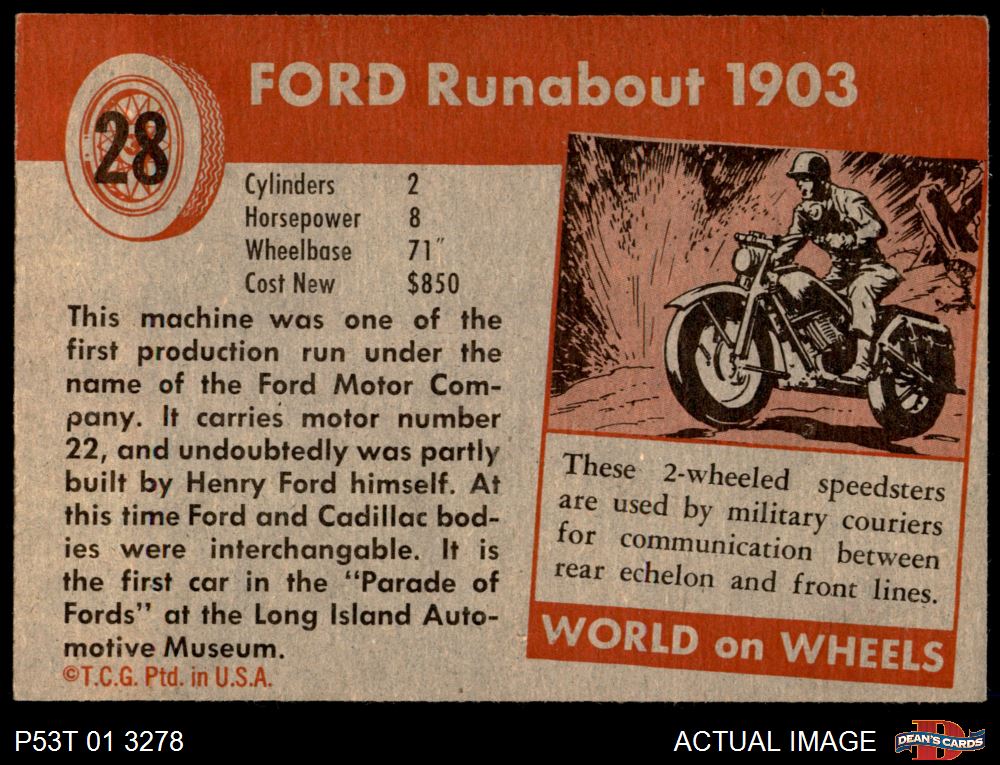 28
FORD Runabout 1903
Cylinders 2
Horsepower 8
Wheelbase 71"
Cost New $850
This machine was one of the
first production run under the
name of the Ford Motor Com-
pany. It carries motor number
22, and undoubtedly was partly
built by Henry Ford himself. At
this time Ford and Cadillac bod-
ies were interchangable. It is
the first car in the "Parade of
Fords" at the Long Island Auto-
motive Museum.
©T.C.G. Ptd. in U.S.A.
These 2-wheeled speedsters
are used by military couriers
for communication between
rear echelon and front lines.
WORLD on WHEELS
P53T 01 3278
ACTUAL IMAGE
D
DEAN'S CARDS